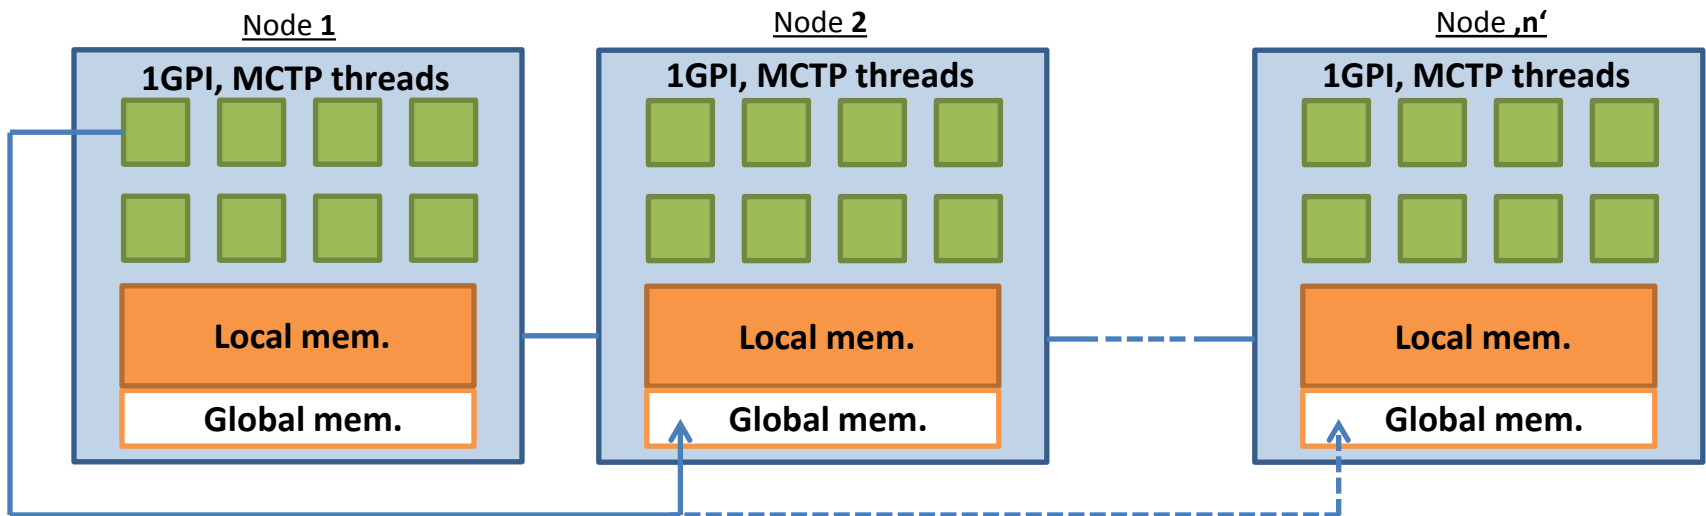 Node 1
1GPI, MCTP threads
Local mem.
Global mem.
Node 2
1GPI, MCTP threads
Local mem.
Global mem.
Node ‚n‘
1GPI, MCTP threads
Local mem.
Global mem.